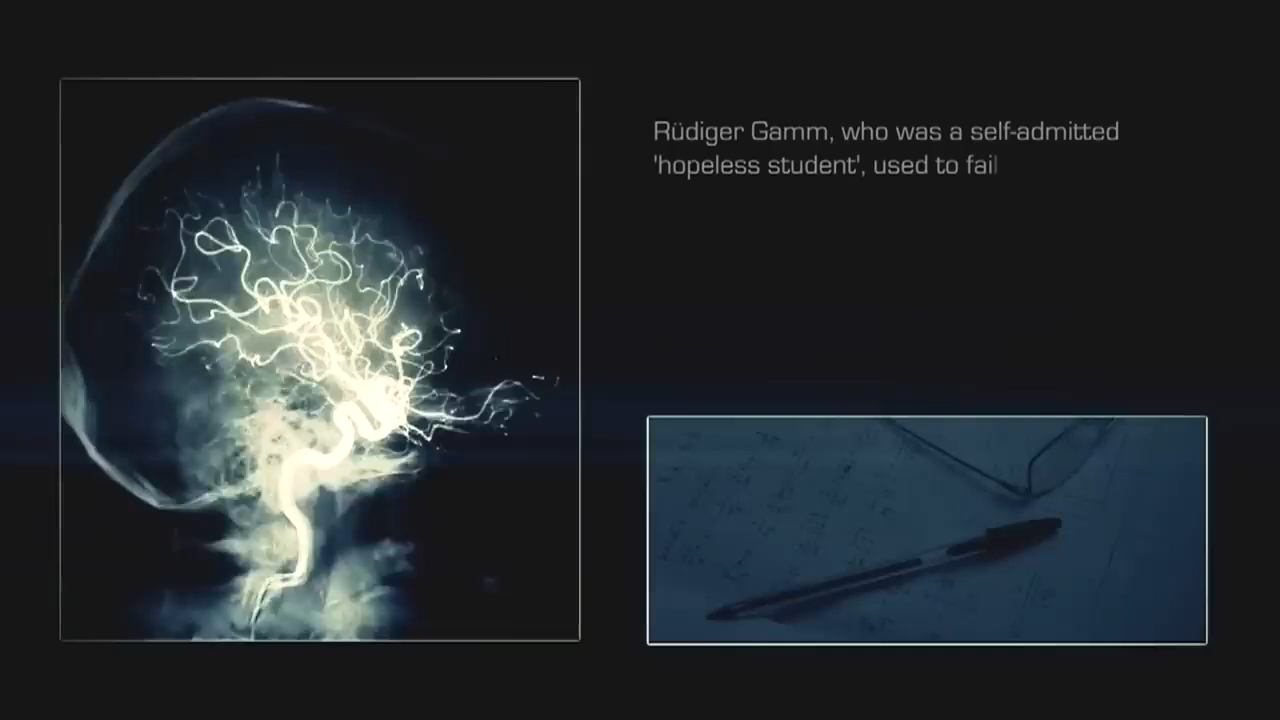 Rüdiger Gamm, who was a self-admitted
'hopeless student', used to fail